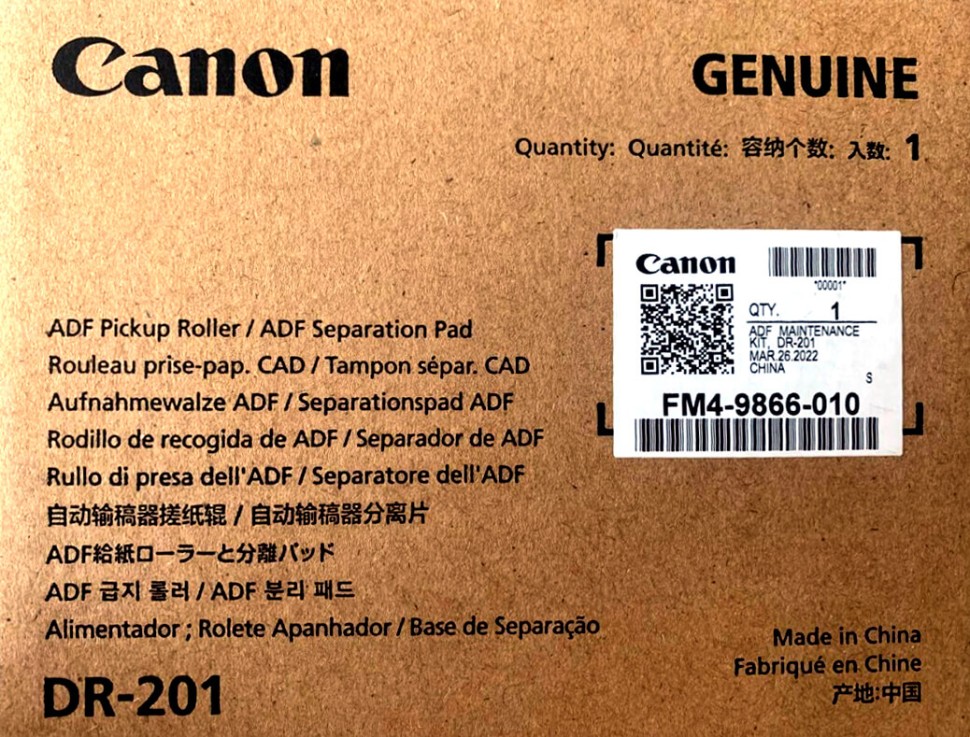 Canon
GENUINE
Quantity: Quantité: 容纳个数: 入数: 1
Canon
*00001*
QTY. 1
ADF MAINTENANCE
KIT, DR-201
MAR.26.2022
CHINA
S
FM4-9866-010
ADF Pickup Roller / ADF Separation Pad
Rouleau prise-pap. CAD / Tampon sépar. CAD
Aufnahmewalze ADF / Separationspad ADF
Rodillo de recogida de ADF / Separador de ADF
Rullo di presa dell'ADF / Separatore dell'ADF
自动输稿器搓纸辊 / 自动输稿器分离片
ADF給紙ローラーと分離パッド
ADF 급지 롤러 / ADF 분리 패드
Alimentador ; Rolete Apanhador / Base de Separação
DR-201
Made in China
Fabriqué en Chine
产地:中国